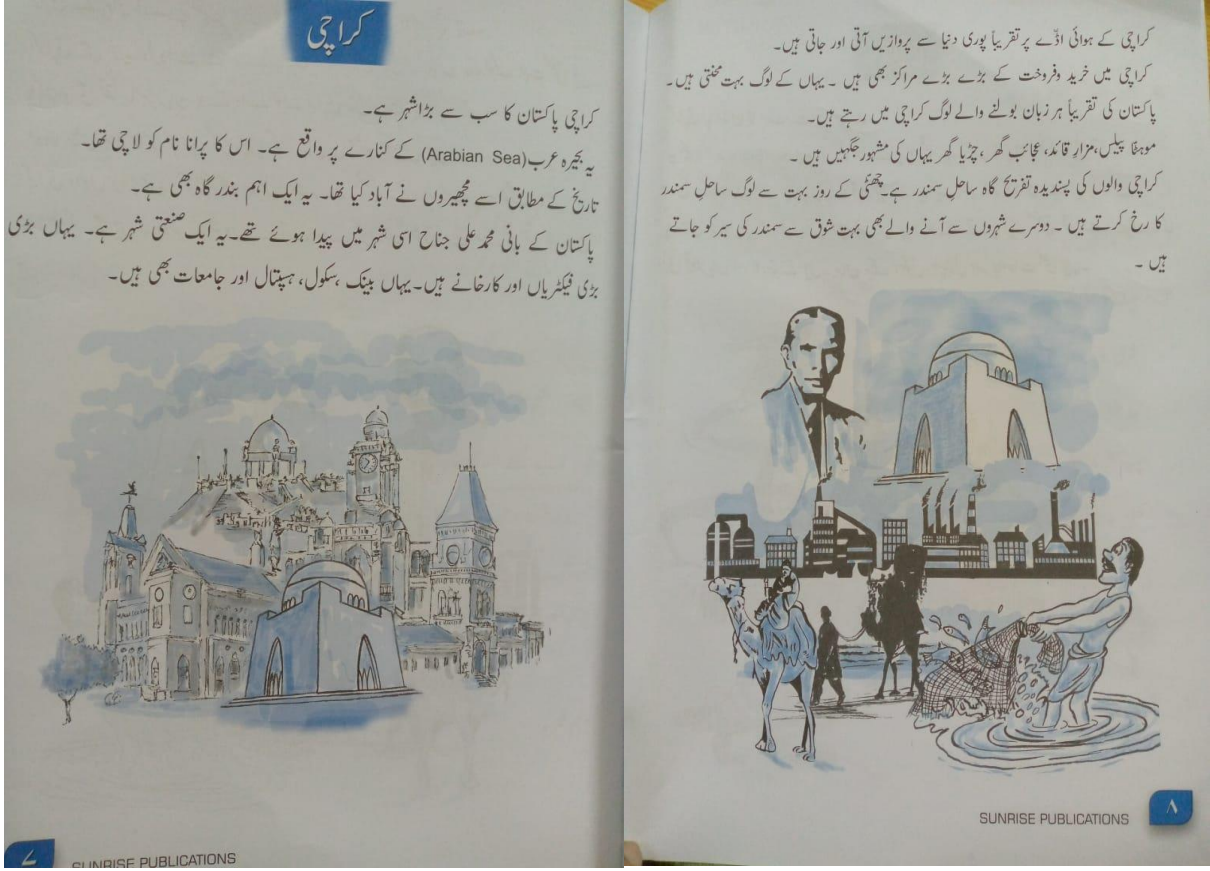 کراچی
کراچی پاکستان کا سب سے بڑا شہر ہے۔
یہ بحیرہ عرب (Arabian Sea) کے کنارے پر واقع ہے۔ اس کا پرانا نام کو لاچی تھا۔
تاریخ کے مطابق اسے مچھیروں نے آباد کیا تھا۔ یہ ایک اہم بندر گاہ بھی ہے۔
پاکستان کے بانی محمد علی جناح اسی شہر میں پیدا ہوئے تھے۔ یہ ایک صنعتی شہر ہے۔ یہاں بڑی
بڑی فیکٹریاں اور کارخانے ہیں۔ یہاں بینک، سکول، ہسپتال اور جامعات بھی ہیں۔
۷
SUNRISE PUBLICATIONS
کراچی کے ہوائی اڈّے پر تقریباً پوری دنیا سے پروازیں آتی اور جاتی ہیں۔
کراچی میں خرید وفروخت کے بڑے بڑے مراکز بھی ہیں ۔ یہاں کے لوگ بہت محنتی ہیں۔
پاکستان کی تقریباً ہر زبان بولنے والے لوگ کراچی میں رہتے ہیں۔
موہٹا پیلس، مزارِ قائد، عجائب گھر، چڑیا گھر یہاں کی مشہور جگہیں ہیں ۔
کراچی والوں کی پسندیدہ تفریح گاہ ساحلِ سمندر ہے۔ چھٹی کے روز بہت سے لوگ ساحلِ سمندر
کا رخ کرتے ہیں ۔ دوسرے شہروں سے آنے والے بھی بہت شوق سے سمندر کی سیر کو جاتے
ہیں ۔
SUNRISE PUBLICATIONS
۸